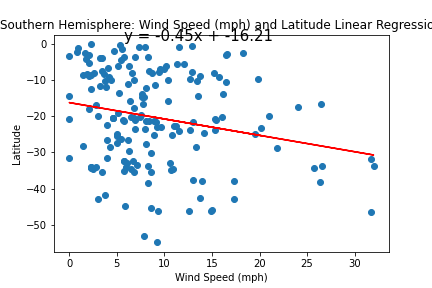 Southern Hemisphere: Wind Speed (mph) and Latitude Linear Regressio
y = -0.45x + -16.21
0
−10
−20
−30
−40
−50
Latitude
0 5 10 15 20 25 30
Wind Speed (mph)